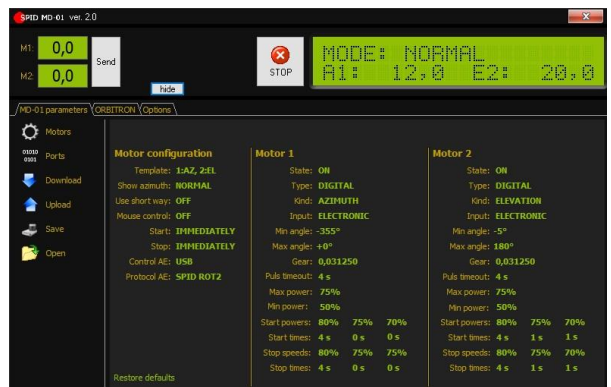 SPID MD-01 ver. 2.0
M1: 0,0
M2: 0,0
Send
hide
STOP
MODE: NORMAL
A1: 12,0 E2: 20,0
MD-01 parameters ORBITRON Options
Motors
01010
0101
Ports
Download
Upload
Save
Open
Motor configuration
Template: 1:AZ, 2:EL
Show azimuth: NORMAL
Use short way: OFF
Mouse control: OFF
Start: IMMEDIATELY
Stop: IMMEDIATELY
Control AE: USB
Protocol AE: SPID ROT2
Restore defaults
Motor 1
State: ON
Type: DIGITAL
Kind: AZIMUTH
Input: ELECTRONIC
Min angle: -355°
Max angle: +0°
Gear: 0,031250
Puls timeout: 4 s
Max power: 75%
Min power: 50%
Start powers: 80% 75% 70%
Start times: 4 s 0 s 0 s
Stop speeds: 80% 75% 75%
Stop times: 4 s 0 s 0 s
Motor 2
State: ON
Type: DIGITAL
Kind: ELEVATION
Input: ELECTRONIC
Min angle: -5°
Max angle: 180°
Gear: 0,031250
Puls timeout: 4 s
Max power: 75%
Min power: 50%
Start powers: 80% 75% 70%
Start times: 4 s 1 s 1 s
Stop speeds: 80% 75% 70%
Stop times: 4 s 1 s 1 s